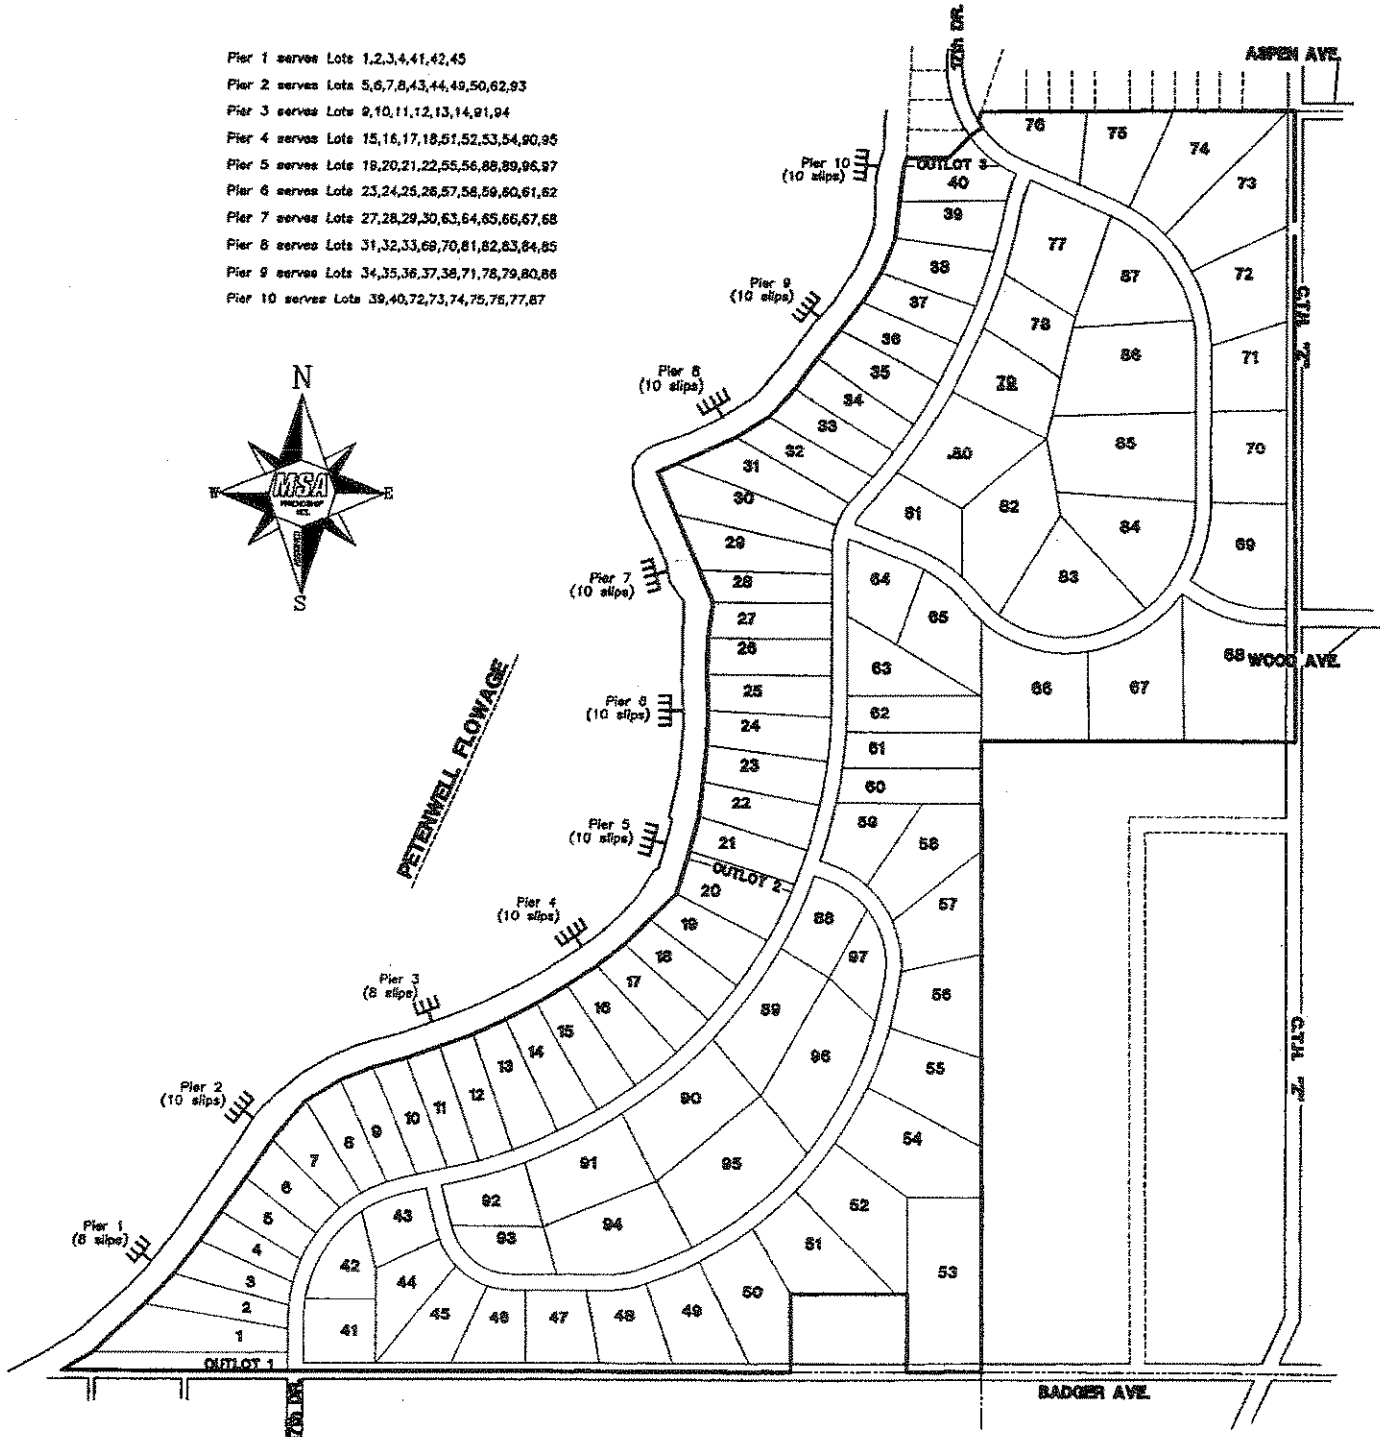 Pier 1 serves Lots 1,2,3,4,41,42,45
Pier 2 serves Lots 5,6,7,8,43,44,49,50,62,93
Pier 3 serves Lots 9,10,11,12,13,14,91,94
Pier 4 serves Lots 15,16,17,18,51,52,53,54,90,95
Pier 5 serves Lots 19,20,21,22,55,56,88,89,96,97
Pier 6 serves Lots 23,24,25,26,57,58,59,60,61,62
Pier 7 serves Lots 27,28,29,30,63,64,65,66,67,68
Pier 8 serves Lots 31,32,33,69,70,81,82,83,84,85
Pier 9 serves Lots 34,35,36,37,38,71,78,79,80,86
Pier 10 serves Lots 39,40,72,73,74,75,76,77,87
17th DR.
ASPEN AVE.
N
W
E
S
MSA
FRIENDSHIP
WI.
PETENWELL FLOWAGE
Pier 10
(10 slips)
Pier 9
(10 slips)
Pier 8
(10 slips)
Pier 7
(10 slips)
Pier 6
(10 slips)
Pier 5
(10 slips)
Pier 4
(10 slips)
Pier 3
(8 slips)
Pier 2
(10 slips)
Pier 1
(8 slips)
OUTLOT 3
76
75
74
73
40
39
38
37
36
35
34
33
32
31
30
29
28
27
26
25
24
23
22
21
OUTLOT 2
20
19
18
17
16
15
14
13
12
11
10
9
8
7
6
5
4
3
2
1
OUTLOT 1
77
87
72
78
86
71
79
85
70
80
82
84
69
81
83
64
65
63
66
67
68
62
61
60
59
58
57
88
97
56
89
96
55
90
54
91
95
52
92
94
51
93
53
43
42
44
41
45
46
47
48
49
50
C.T.H. "Z"
WOOD AVE.
C.T.H. "Z"
BADGER AVE.
17th DR.